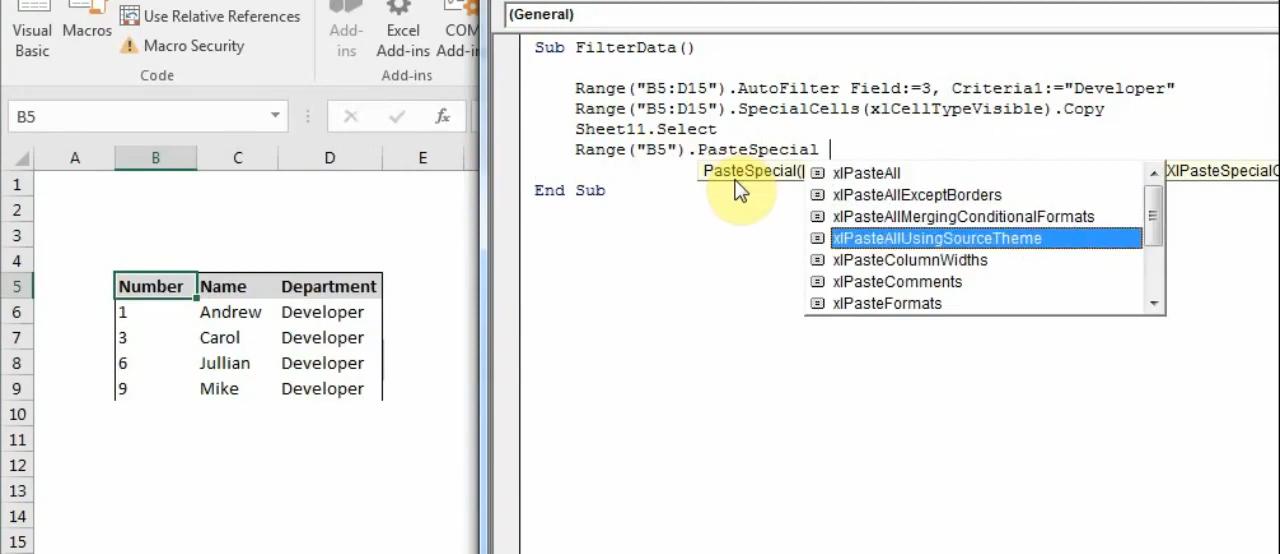 Visual Basic
Macros
Use Relative References
Macro Security
Code
Add-ins
Excel Add-ins
COM
Add-in
Add-ins
B5
fx
A B C D E
1
2
3
4
5 Number Name Department
6 1 Andrew Developer
7 3 Carol Developer
8 6 Jullian Developer
9 9 Mike Developer
10
11
12
13
14
15
(General)
Sub FilterData()
Range("B5:D15").AutoFilter Field:=3, Criteria1:="Developer"
Range("B5:D15").SpecialCells(xlCellTypeVisible).Copy
Sheet11.Select
Range("B5").PasteSpecial
PasteSpecial(
XlPasteSpecial
xlPasteAll
xlPasteAllExceptBorders
xlPasteAllMergingConditionalFormats
xlPasteAllUsingSourceTheme
xlPasteColumnWidths
xlPasteComments
xlPasteFormats
End Sub